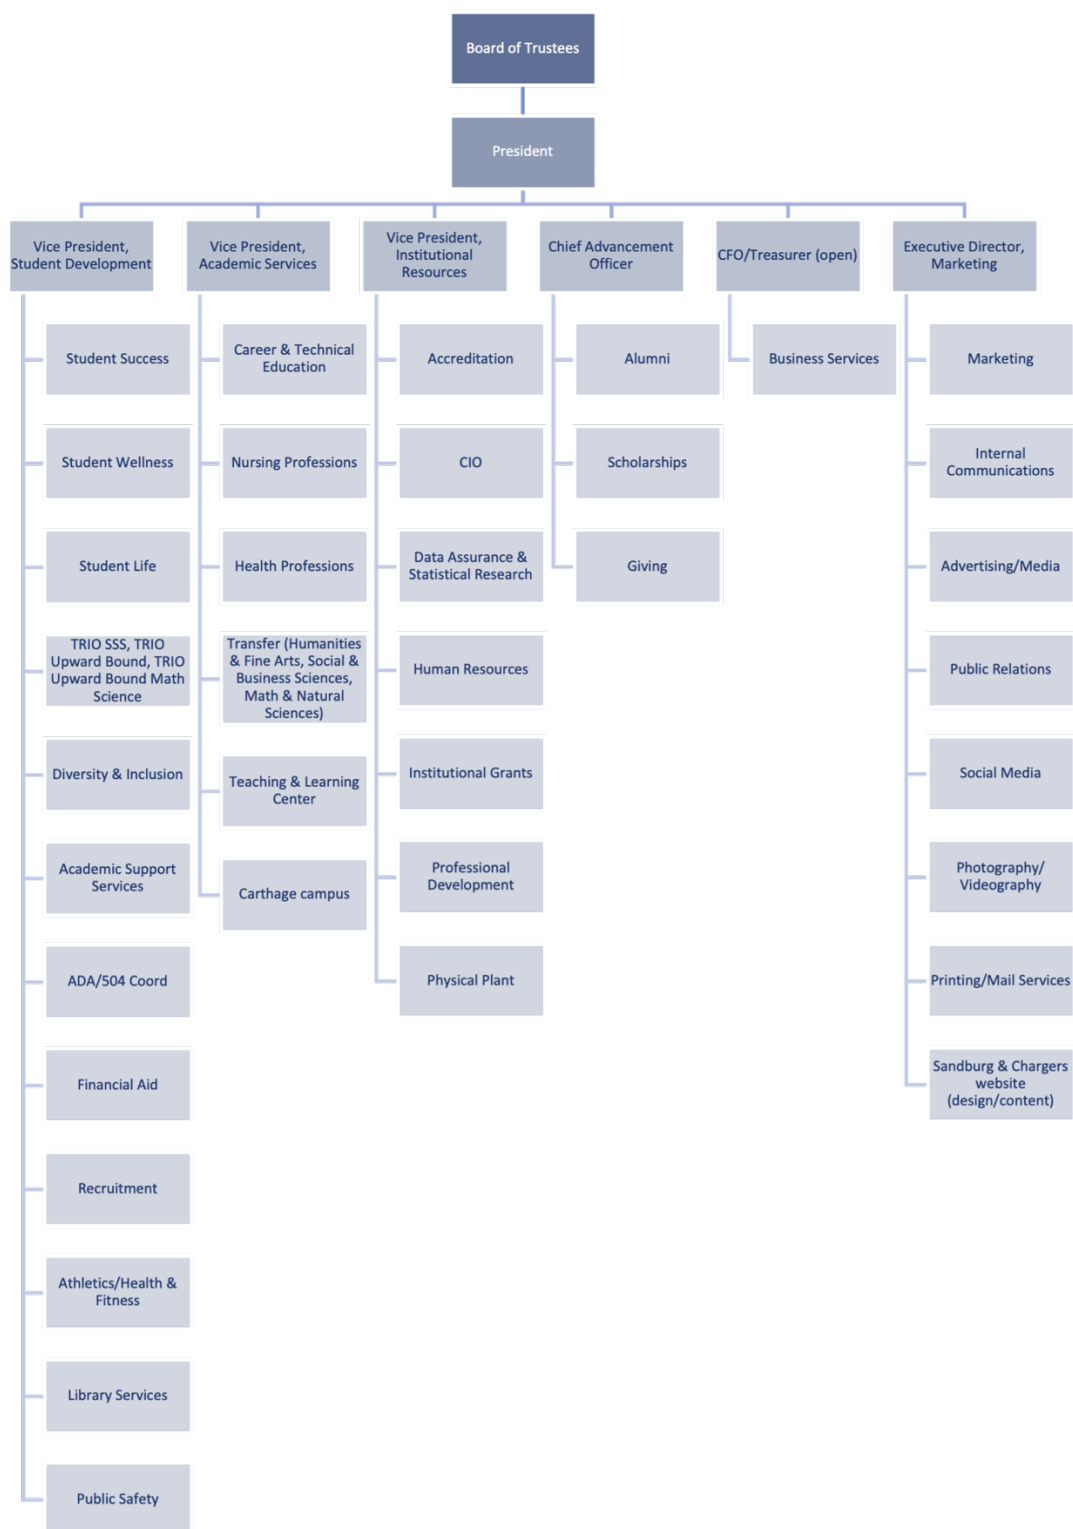 Board of Trustees
President
Vice President,
Student Development
Student Success
Student Wellness
Student Life
TRIO SSS, TRIO
Upward Bound, TRIO
Upward Bound Math
Science
Diversity & Inclusion
Academic Support
Services
ADA/504 Coord
Financial Aid
Recruitment
Athletics/Health &
Fitness
Library Services
Public Safety
Vice President,
Academic Services
Career & Technical
Education
Nursing Professions
Health Professions
Transfer (Humanities
& Fine Arts, Social &
Business Sciences,
Math & Natural
Sciences)
Teaching & Learning
Center
Carthage campus
Vice President,
Institutional
Resources
Accreditation
CIO
Data Assurance &
Statistical Research
Human Resources
Institutional Grants
Professional
Development
Physical Plant
Chief Advancement
Officer
Alumni
Scholarships
Giving
CFO/Treasurer (open)
Business Services
Executive Director,
Marketing
Marketing
Internal
Communications
Advertising/Media
Public Relations
Social Media
Photography/
Videography
Printing/Mail Services
Sandburg & Chargers
website
(design/content)